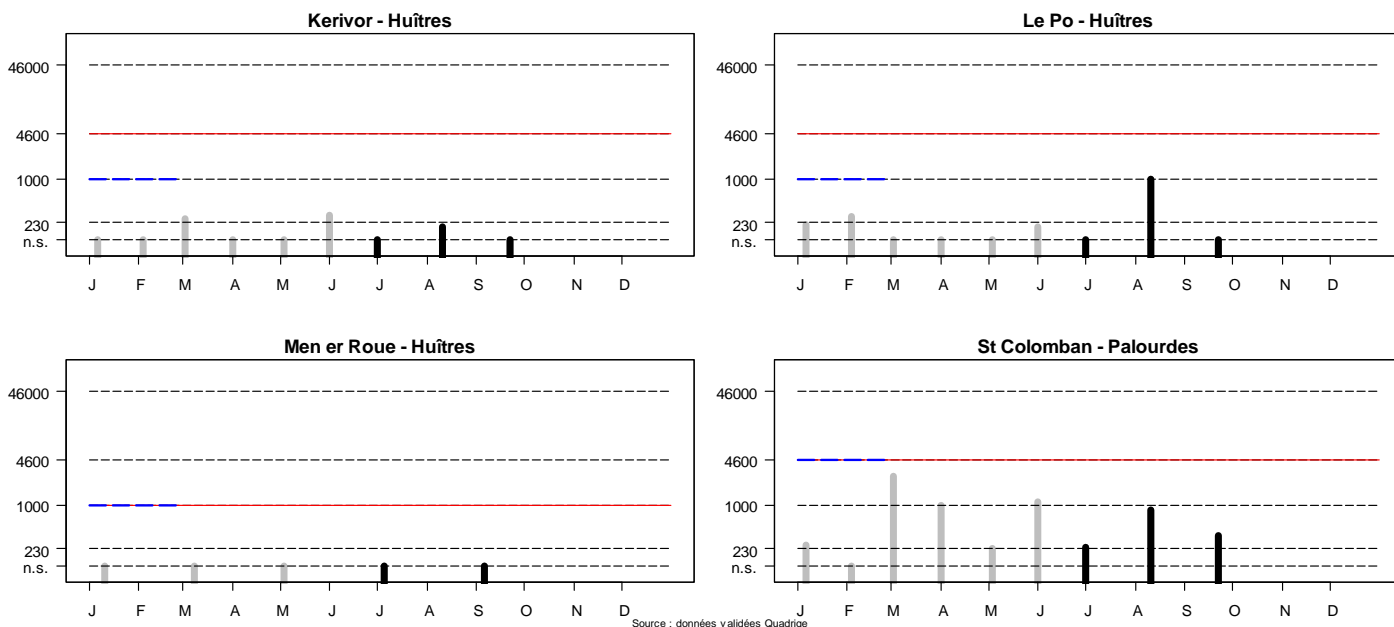 Kerivor - Huîtres
46000
4600
1000
230
n.s.
J F M A M J J A S O N D
Le Po - Huîtres
46000
4600
1000
230
n.s.
J F M A M J J A S O N D
Men er Roue - Huîtres
46000
4600
1000
230
n.s.
J F M A M J J A S O N D
St Colomban - Palourdes
46000
4600
1000
230
n.s.
J F M A M J J A S O N D
Source : données validées Quadrige